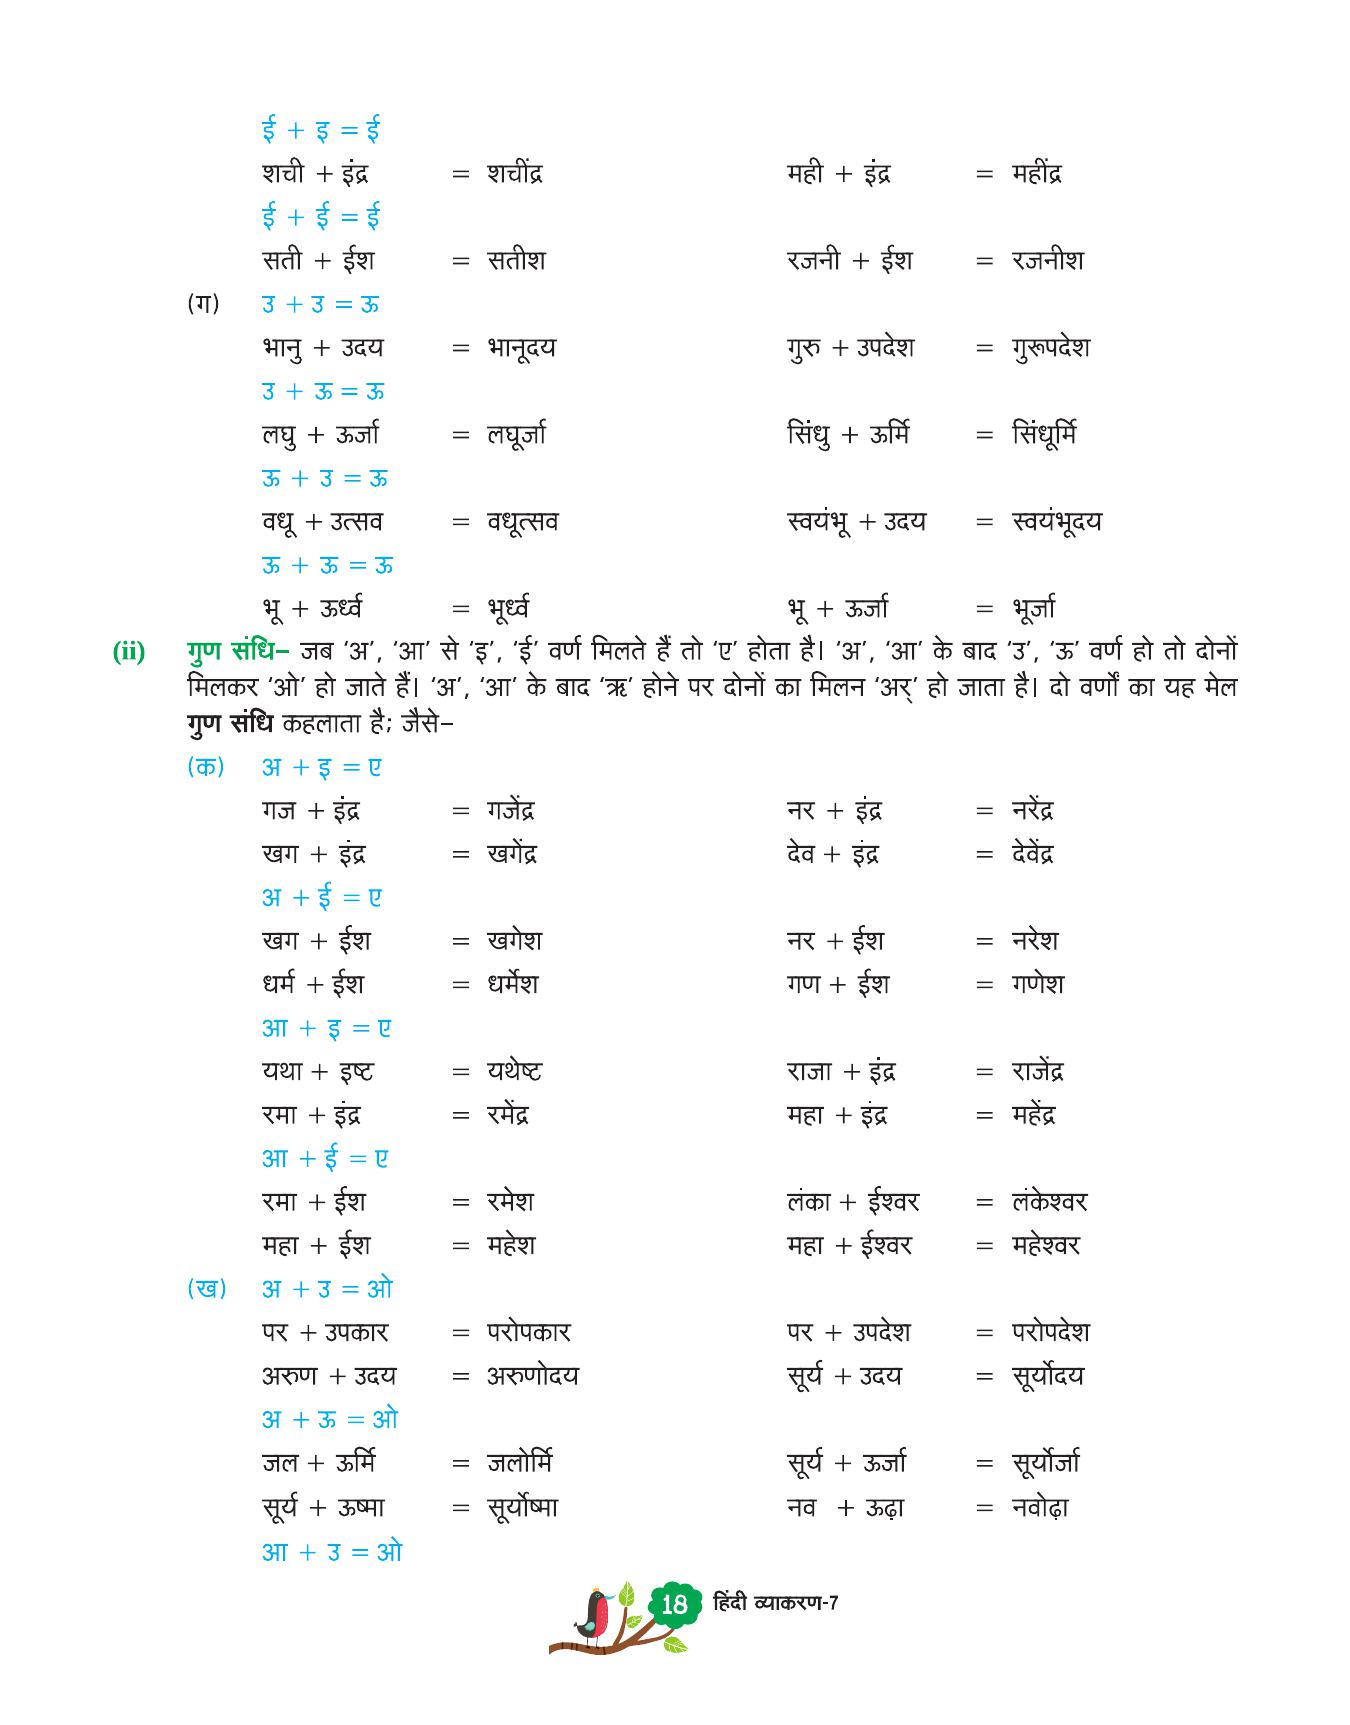 ई + इ = ई
शची + इंद्र = शचींद्र मही + इंद्र = महींद्र
ई + ई = ई
सती + ईश = सतीश रजनी + ईश = रजनीश
(ग) उ + उ = ऊ
भानु + उदय = भानूदय गुरु + उपदेश = गुरूपदेश
उ + ऊ = ऊ
लघु + ऊर्जा = लघूर्जा सिंधु + ऊर्मि = सिंधूर्मि
ऊ + उ = ऊ
वधू + उत्सव = वधूत्सव स्वयंभू + उदय = स्वयंभूदय
ऊ + ऊ = ऊ
भू + ऊर्ध्व = भूर्ध्व भू + ऊर्जा = भूर्जा
(ii) गुण संधि– जब ‘अ’, ‘आ’ से ‘इ’, ‘ई’ वर्ण मिलते हैं तो ‘ए’ होता है। ‘अ’, ‘आ’ के बाद ‘उ’, ‘ऊ’ वर्ण हो तो दोनों
मिलकर ‘ओ’ हो जाते हैं। ‘अ’, ‘आ’ के बाद ‘ऋ’ होने पर दोनों का मिलन ‘अर्’ हो जाता है। दो वर्णों का यह मेल
गुण संधि कहलाता है; जैसे–
(क) अ + इ = ए
गज + इंद्र = गजेंद्र नर + इंद्र = नरेंद्र
खग + इंद्र = खगेंद्र देव + इंद्र = देवेंद्र
अ + ई = ए
खग + ईश = खगेश नर + ईश = नरेश
धर्म + ईश = धर्मेश गण + ईश = गणेश
आ + इ = ए
यथा + इष्ट = यथेष्ट राजा + इंद्र = राजेंद्र
रमा + इंद्र = रमेंद्र महा + इंद्र = महेंद्र
आ + ई = ए
रमा + ईश = रमेश लंका + ईश्वर = लंकेश्वर
महा + ईश = महेश महा + ईश्वर = महेश्वर
(ख) अ + उ = ओ
पर + उपकार = परोपकार पर + उपदेश = परोपदेश
अरुण + उदय = अरुणोदय सूर्य + उदय = सूर्योदय
अ + ऊ = ओ
जल + ऊर्मि = जलोर्मि सूर्य + ऊर्जा = सूर्योर्जा
सूर्य + ऊष्मा = सूर्योष्मा नव + ऊढ़ा = नवोढ़ा
आ + उ = ओ
18 हिंदी व्याकरण-7